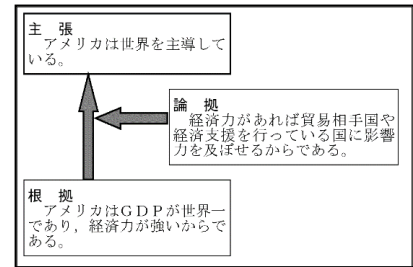 主 張
アメリカは世界を主導して
いる。
論 拠
経済力があれば貿易相手国や
経済支援を行っている国に影響
力を及ぼせるからである。
根 拠
アメリカはＧＤＰが世界一
であり，経済力が強いからで
ある。